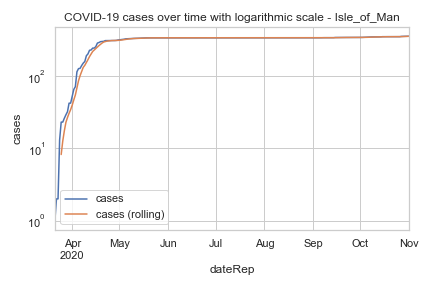 COVID-19 cases over time with logarithmic scale - Isle_of_Man
cases
10²
10¹
10⁰
cases
cases (rolling)
Apr May Jun Jul Aug Sep Oct Nov
2020
dateRep